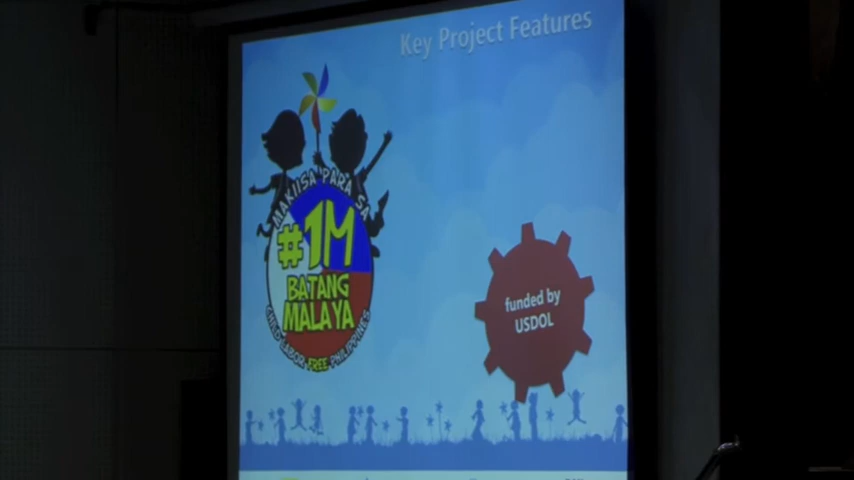 Key Project Features
MAKIISA PARA SA
#1M
BATANG
MALAYA
CHILD LABOR FREE PHILIPPINES
funded by
USDOL